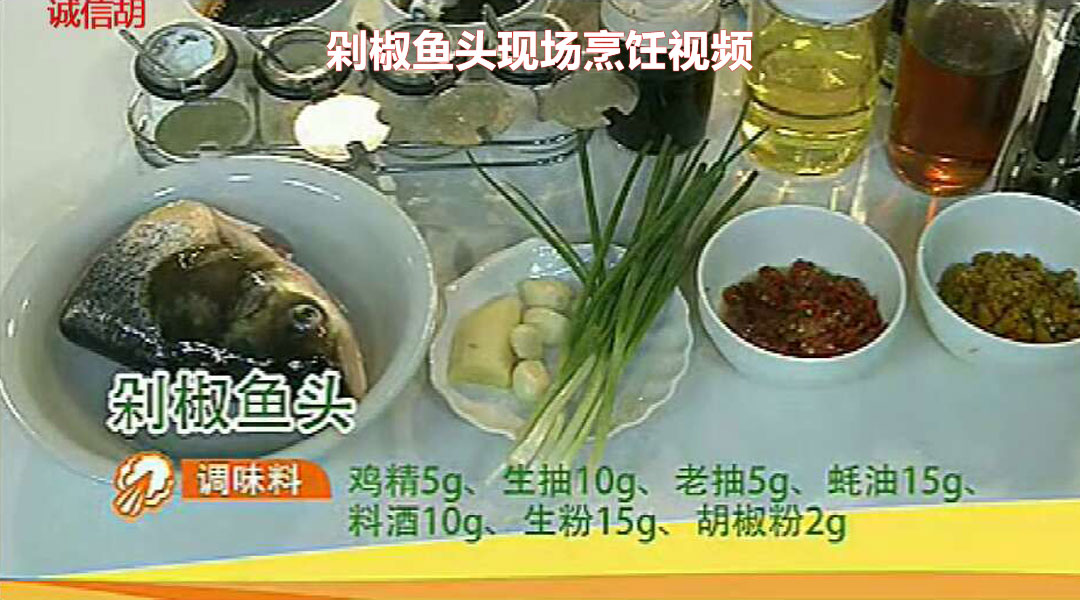 诚信胡
剁椒鱼头现场烹饪视频
剁椒鱼头
调味料
鸡精5g、生抽10g、老抽5g、蚝油15g、
料酒10g、生粉15g、胡椒粉2g